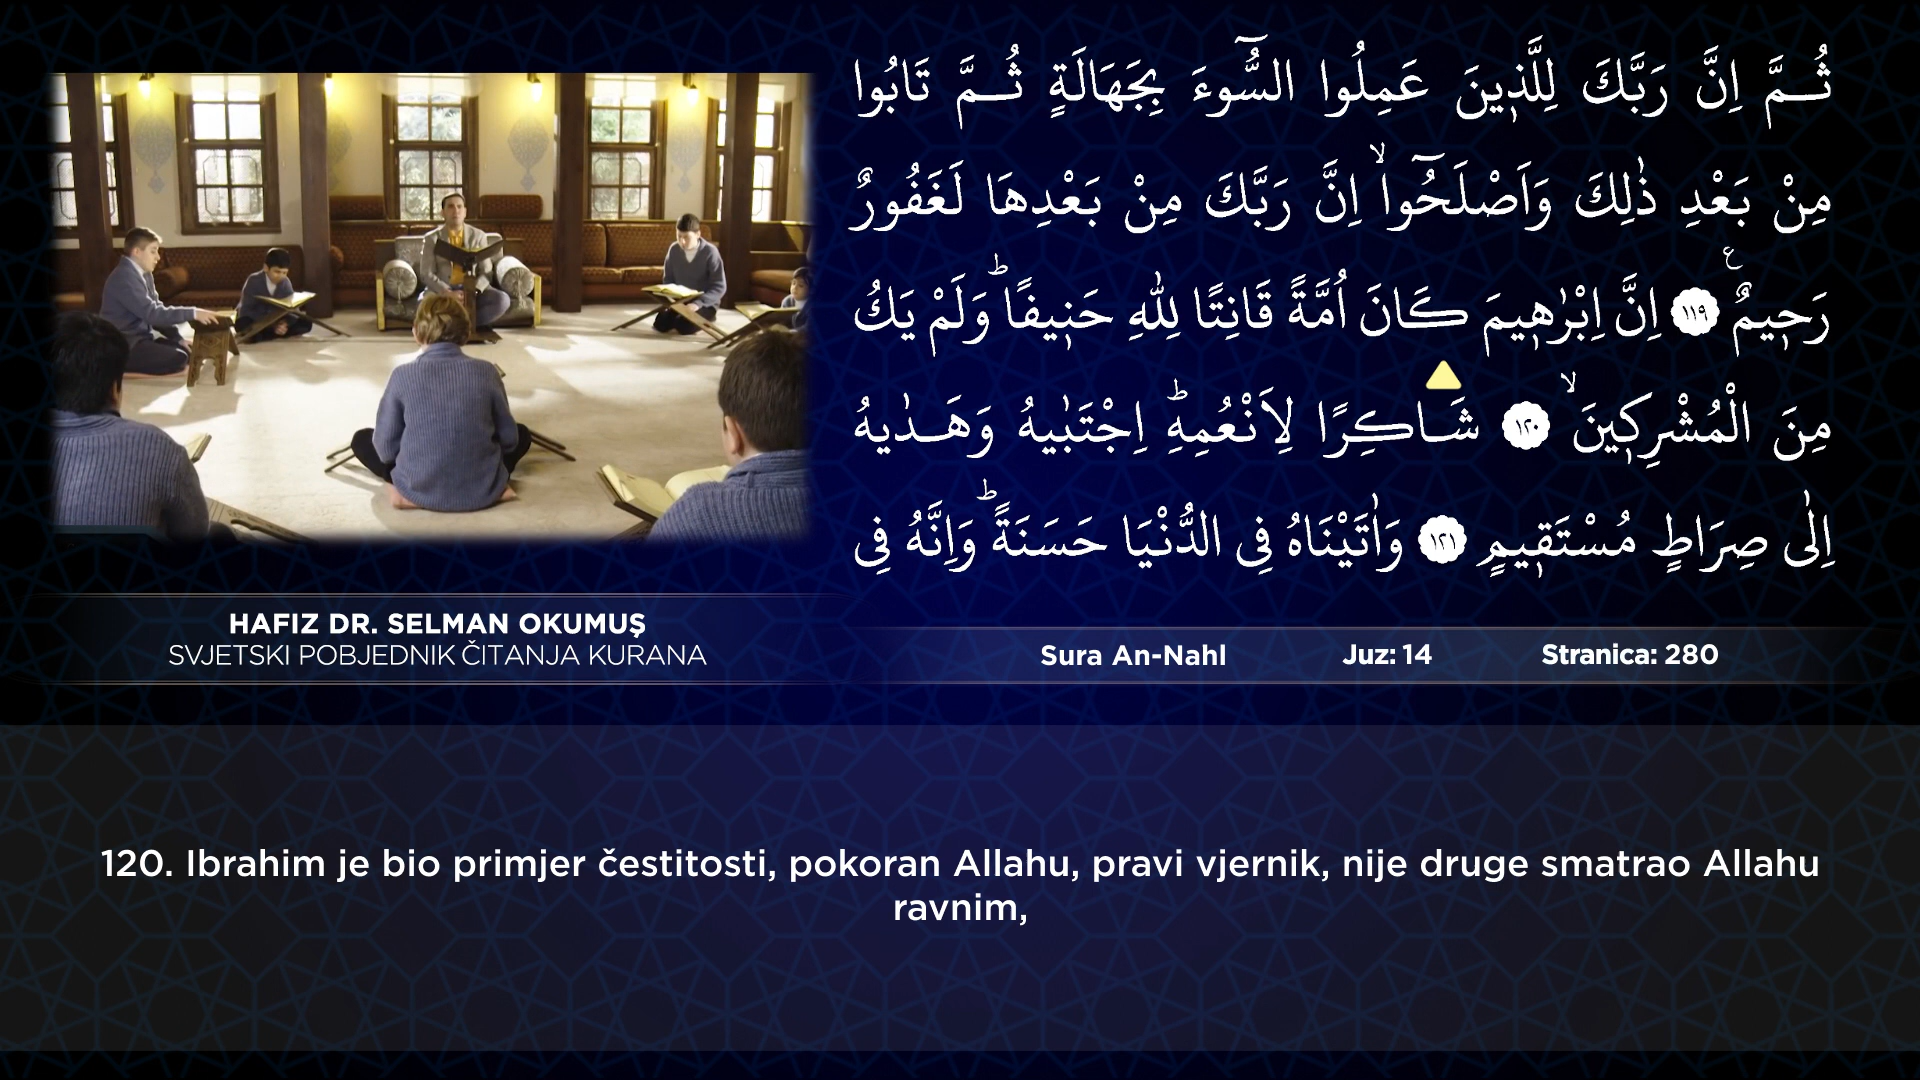 ثُمَّ اِنَّ رَبَّكَ لِلَّذ۪ينَ عَمِلُوا السُّٓوءَ بِجَهَالَةٍ ثُمَّ تَابُوا
مِنْ بَعْدِ ذٰلِكَ وَاَصْلَحُٓواۙ اِنَّ رَبَّكَ مِنْ بَعْدِهَا لَغَفُورٌ
رَح۪يمٌ ﴿١١٩﴾ اِنَّ اِبْرٰه۪يمَ كَانَ اُمَّةً قَانِتًا لِلّٰهِ حَن۪يفًاۜ وَلَمْ يَكُ
مِنَ الْمُشْرِك۪ينَۙ ﴿١٢٠﴾ شَاكِرًا لِاَنْعُمِهِۜ اِجْتَبٰيهُ وَهَدٰيهُ
اِلٰى صِرَاطٍ مُسْتَق۪يمٍ ﴿١٢١﴾ وَاٰتَيْنَاهُ فِى الدُّنْيَا حَسَنَةًۜ وَاِنَّهُ فِى
HAFIZ DR. SELMAN OKUMUŞ
SVJETSKI POBJEDNIK ČITANJA KURANA
Sura An-Nahl Juz: 14 Stranica: 280
120. Ibrahim je bio primjer čestitosti, pokoran Allahu, pravi vjernik, nije druge smatrao Allahu
ravnim,